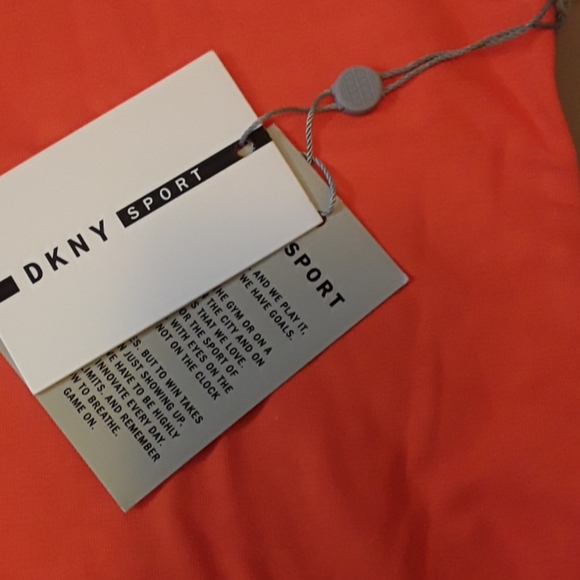 DKNY SPORT
SPORT
AND WE PLAY IT,
WE HAVE GOALS.
GYM OR ON A
THE CITY AND ON
THAT WE LOVE.
OR THE SPORT OF
WITH EYES ON THE
NOT ON THE CLOCK
BUT TO WIN TAKES
JUST SHOWING UP.
HAVE TO BE HIGHLY
INNOVATE EVERY DAY.
LIMITS. AND REMEMBER
TO BREATHE.
GAME ON.